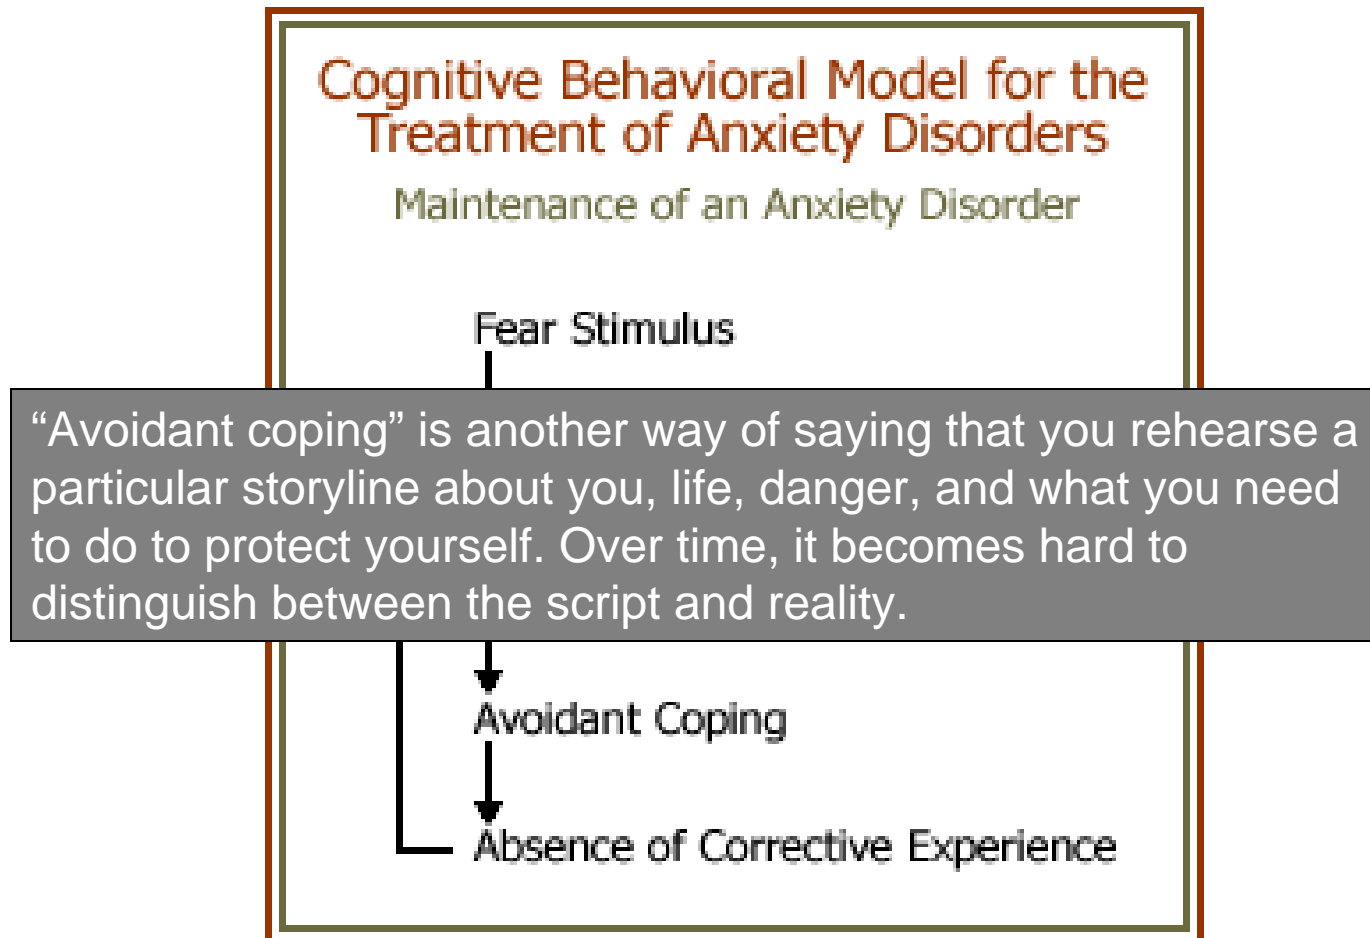 Cognitive Behavioral Model for the
Treatment of Anxiety Disorders
Maintenance of an Anxiety Disorder
Fear Stimulus
“Avoidant coping” is another way of saying that you rehearse a
particular storyline about you, life, danger, and what you need
to do to protect yourself. Over time, it becomes hard to
distinguish between the script and reality.
Avoidant Coping
Absence of Corrective Experience